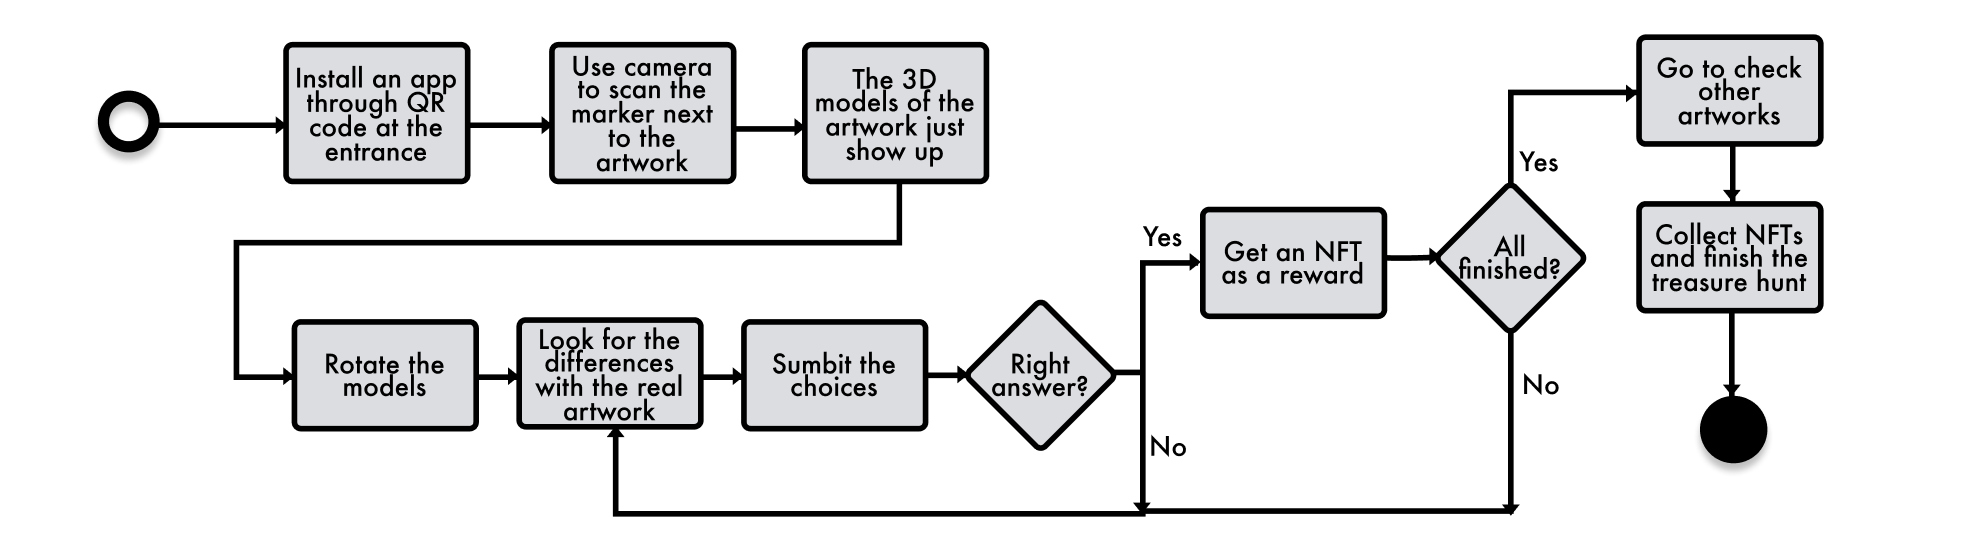 Install an app
through QR
code at the
entrance
Use camera
to scan the
marker next
to the
artwork
The 3D
models of the
artwork just
show up
Rotate the
models
Look for the
differences
with the real
artwork
Sumbit the
choices
Right
answer?
Yes
No
Get an NFT
as a reward
All
finished?
Yes
No
Go to check
other
artworks
Collect NFTs
and finish the
treasure hunt